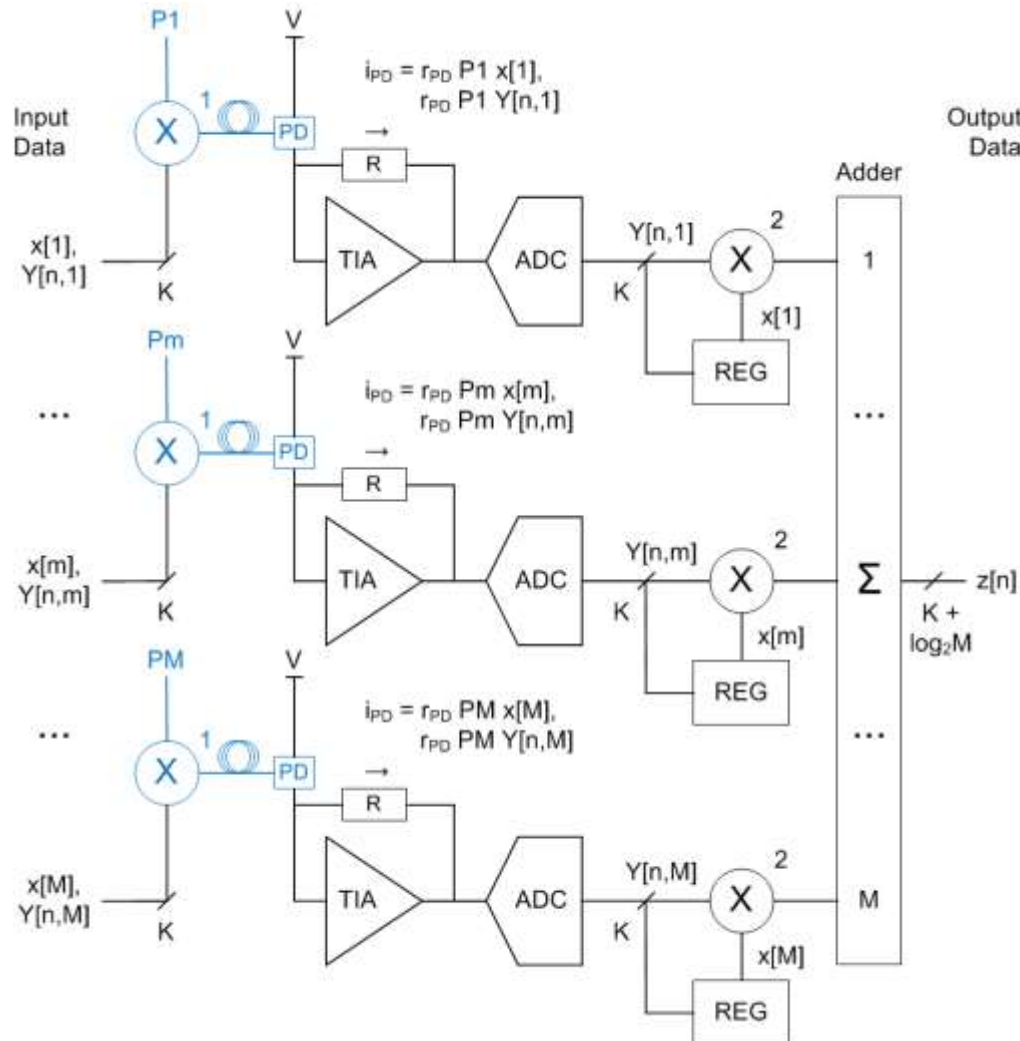 P1
V
i_PD = r_PD P1 x[1],
r_PD P1 Y[n,1]
Input
Data
Output
Data
1
X
PD
→
R
Adder
x[1],
Y[n,1]
K
TIA
ADC
Y[n,1]
K
2
X
x[1]
REG
1
Pm
V
i_PD = r_PD Pm x[m],
r_PD Pm Y[n,m]
...
...
1
X
PD
→
R
x[m],
Y[n,m]
K
TIA
ADC
Y[n,m]
K
2
X
x[m]
REG
Σ
z[n]
K +
log₂M
PM
V
i_PD = r_PD PM x[M],
r_PD PM Y[n,M]
...
...
1
X
PD
→
R
x[M],
Y[n,M]
K
TIA
ADC
Y[n,M]
K
2
X
x[M]
REG
M